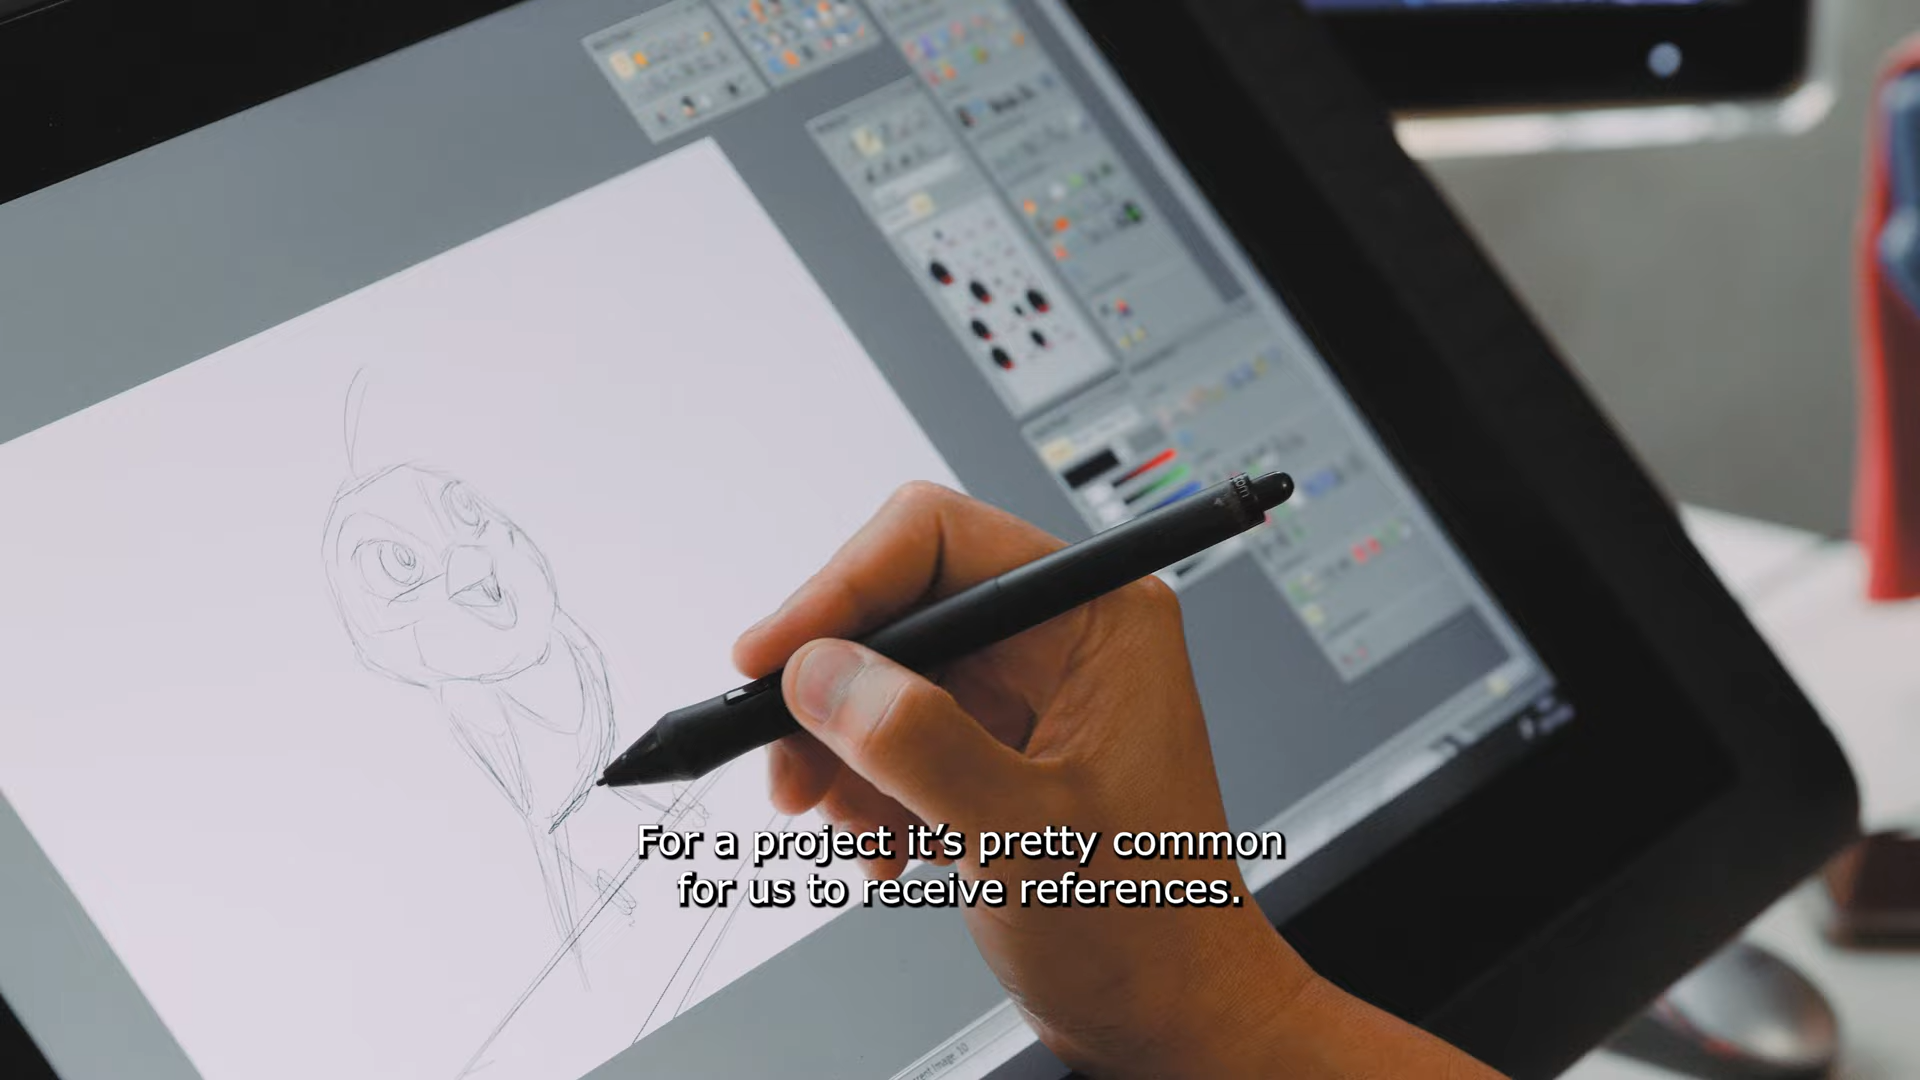 For a project it’s pretty common
for us to receive references.